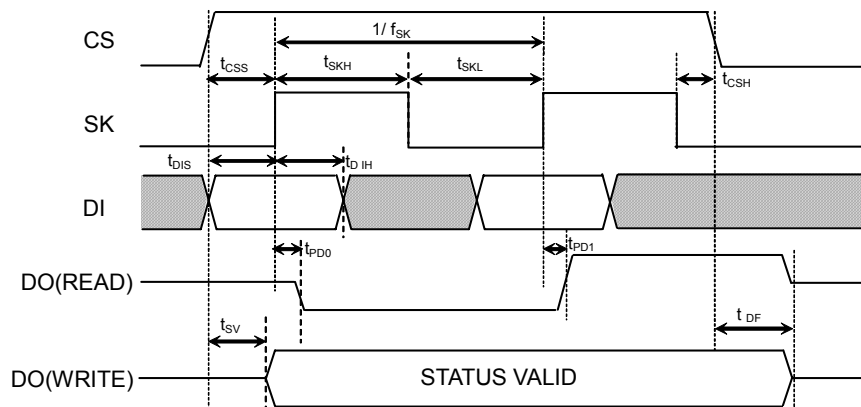 CS
1/ fSK
tCSS
tSKH
tSKL
tCSH
SK
tDIS
tD IH
DI
tPD0
tPD1
DO(READ)
t DF
tSV
DO(WRITE)
STATUS VALID